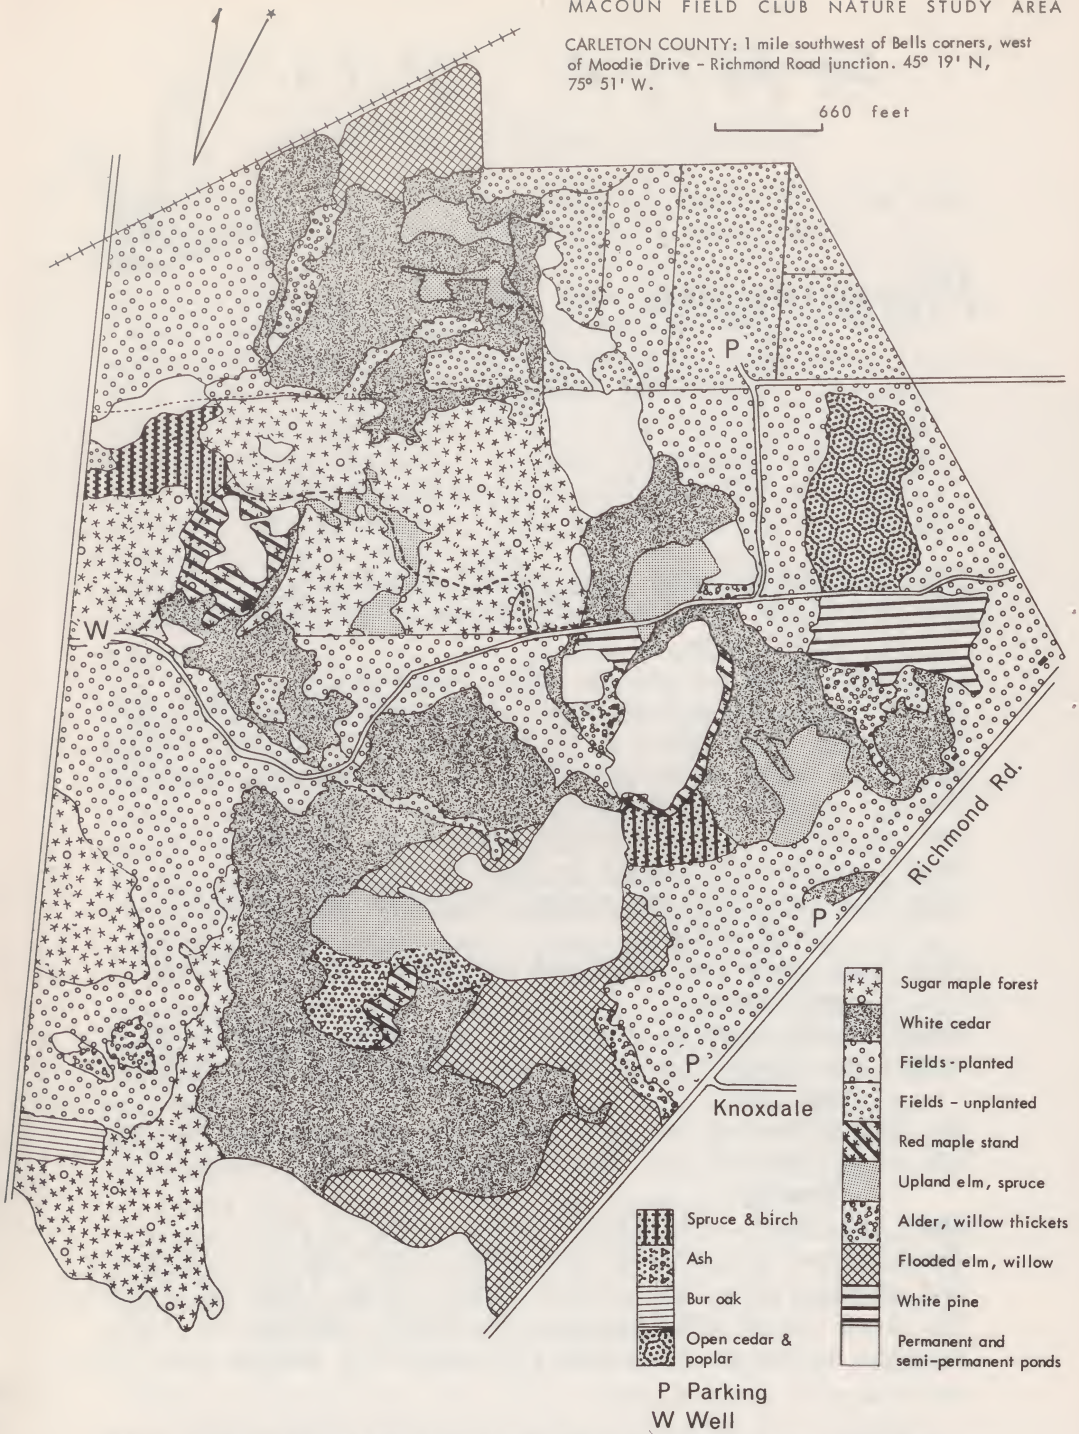 MACOUN FIELD CLUB NATURE STUDY AREA
CARLETON COUNTY: 1 mile southwest of Bells corners, west
of Moodie Drive - Richmond Road junction. 45° 19' N,
75° 51' W.
660 feet
P
W
Richmond Rd.
P
P
Knoxdale
Sugar maple forest
White cedar
Fields - planted
Fields - unplanted
Red maple stand
Upland elm, spruce
Alder, willow thickets
Flooded elm, willow
White pine
Permanent and
semi-permanent ponds
Spruce & birch
Ash
Bur oak
Open cedar &
poplar
P Parking
W Well